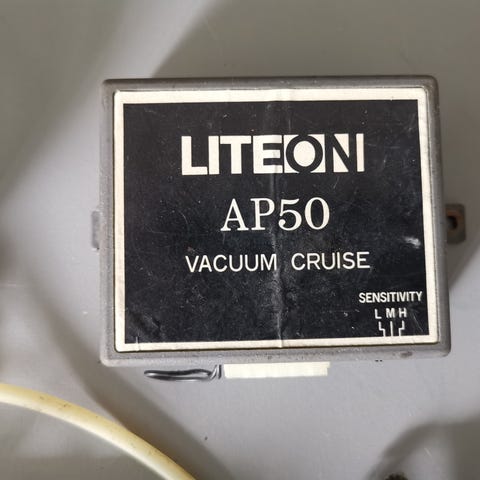 LITEON
AP50
VACUUM CRUISE
SENSITIVITY
L M H